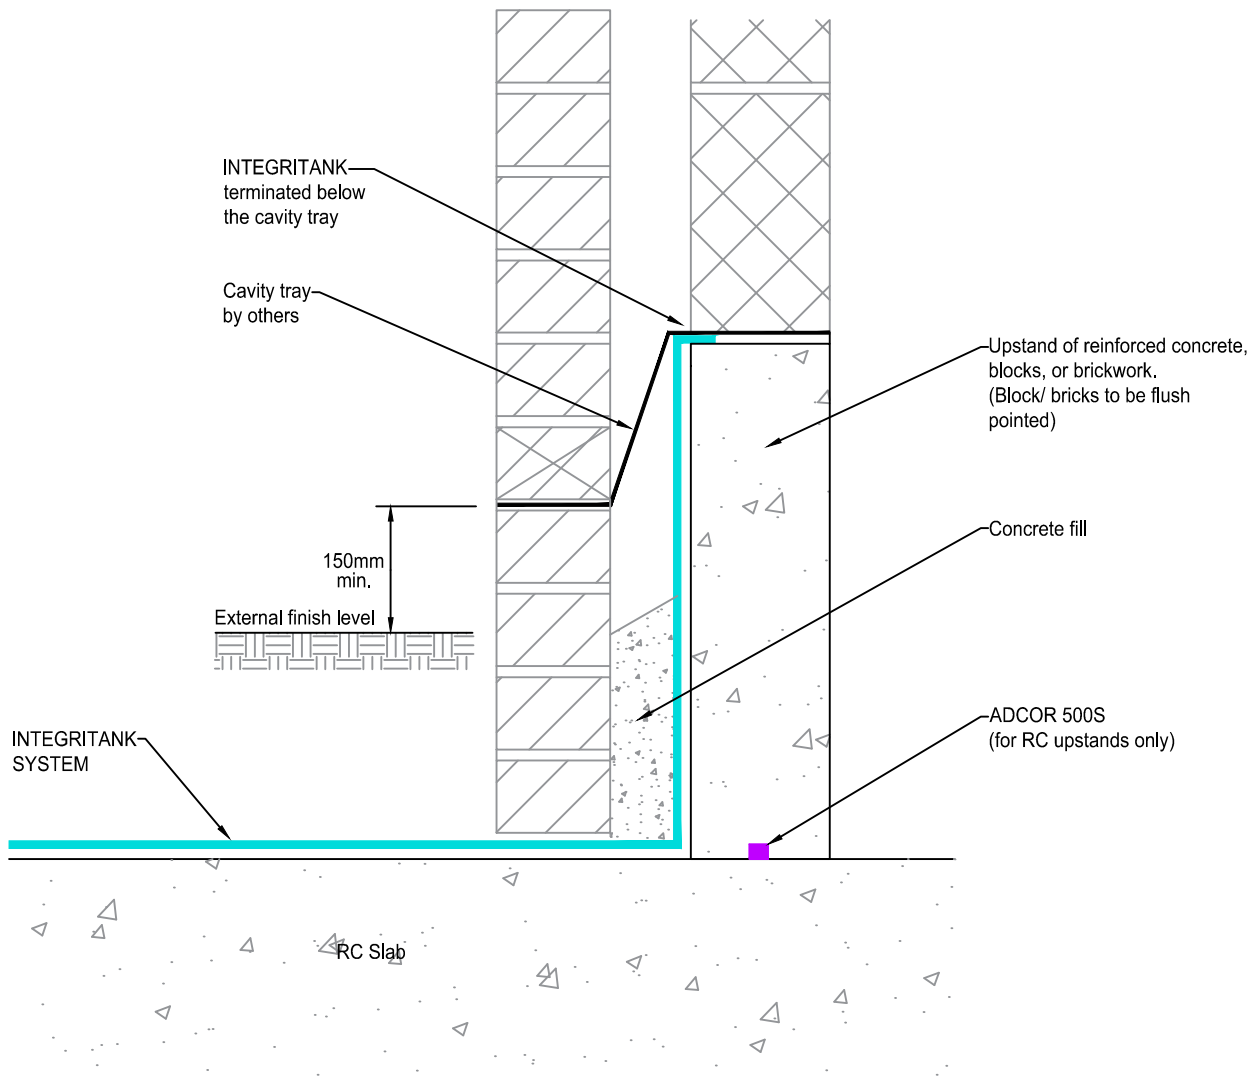 INTEGRITANK
terminated below
the cavity tray
Cavity tray
by others
Upstand of reinforced concrete,
blocks, or brickwork.
(Block/ bricks to be flush
pointed)
Concrete fill
150mm
min.
External finish level
ADCOR 500S
(for RC upstands only)
INTEGRITANK
SYSTEM
RC Slab